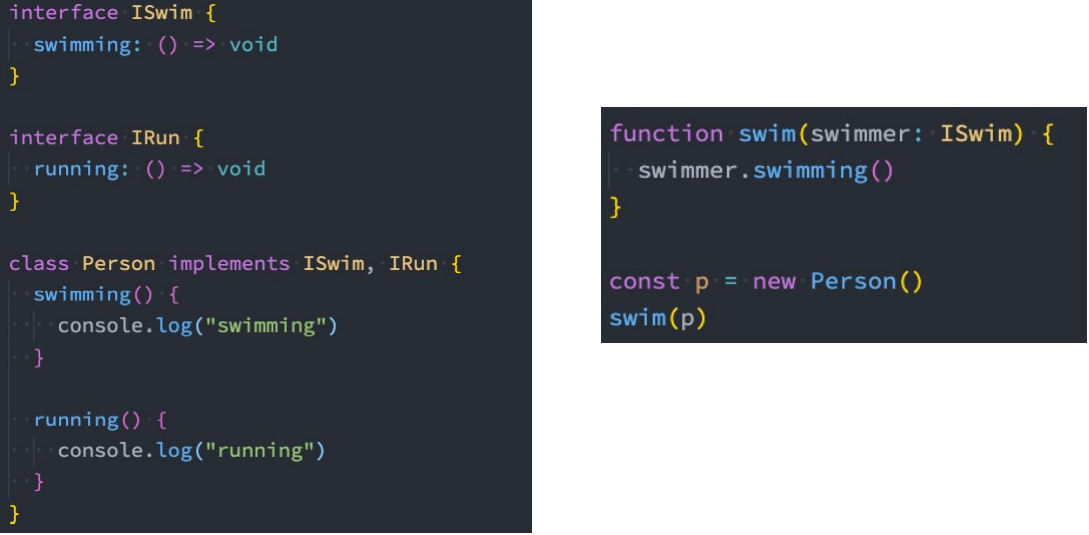 interface ISwim {
  swimming: () => void
}

interface IRun {
  running: () => void
}

class Person implements ISwim, IRun {
  swimming() {
    console.log("swimming")
  }

  running() {
    console.log("running")
  }
}

function swim(swimmer: ISwim) {
  swimmer.swimming()
}

const p = new Person()
swim(p)